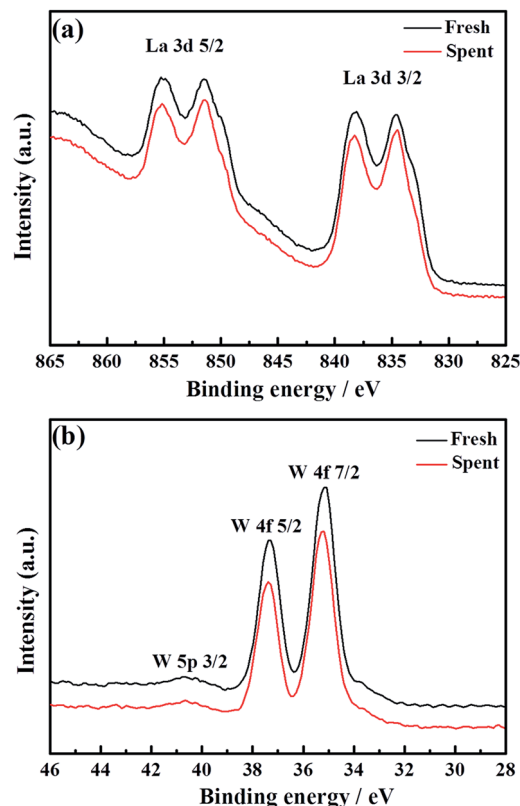 (a)
La 3d 5/2
La 3d 3/2
Fresh
Spent
Intensity (a.u.)
865 860 855 850 845 840 835 830 825
Binding energy / eV
(b)
Fresh
Spent
W 4f 7/2
W 4f 5/2
W 5p 3/2
Intensity (a.u.)
46 44 42 40 38 36 34 32 30 28
Binding energy / eV